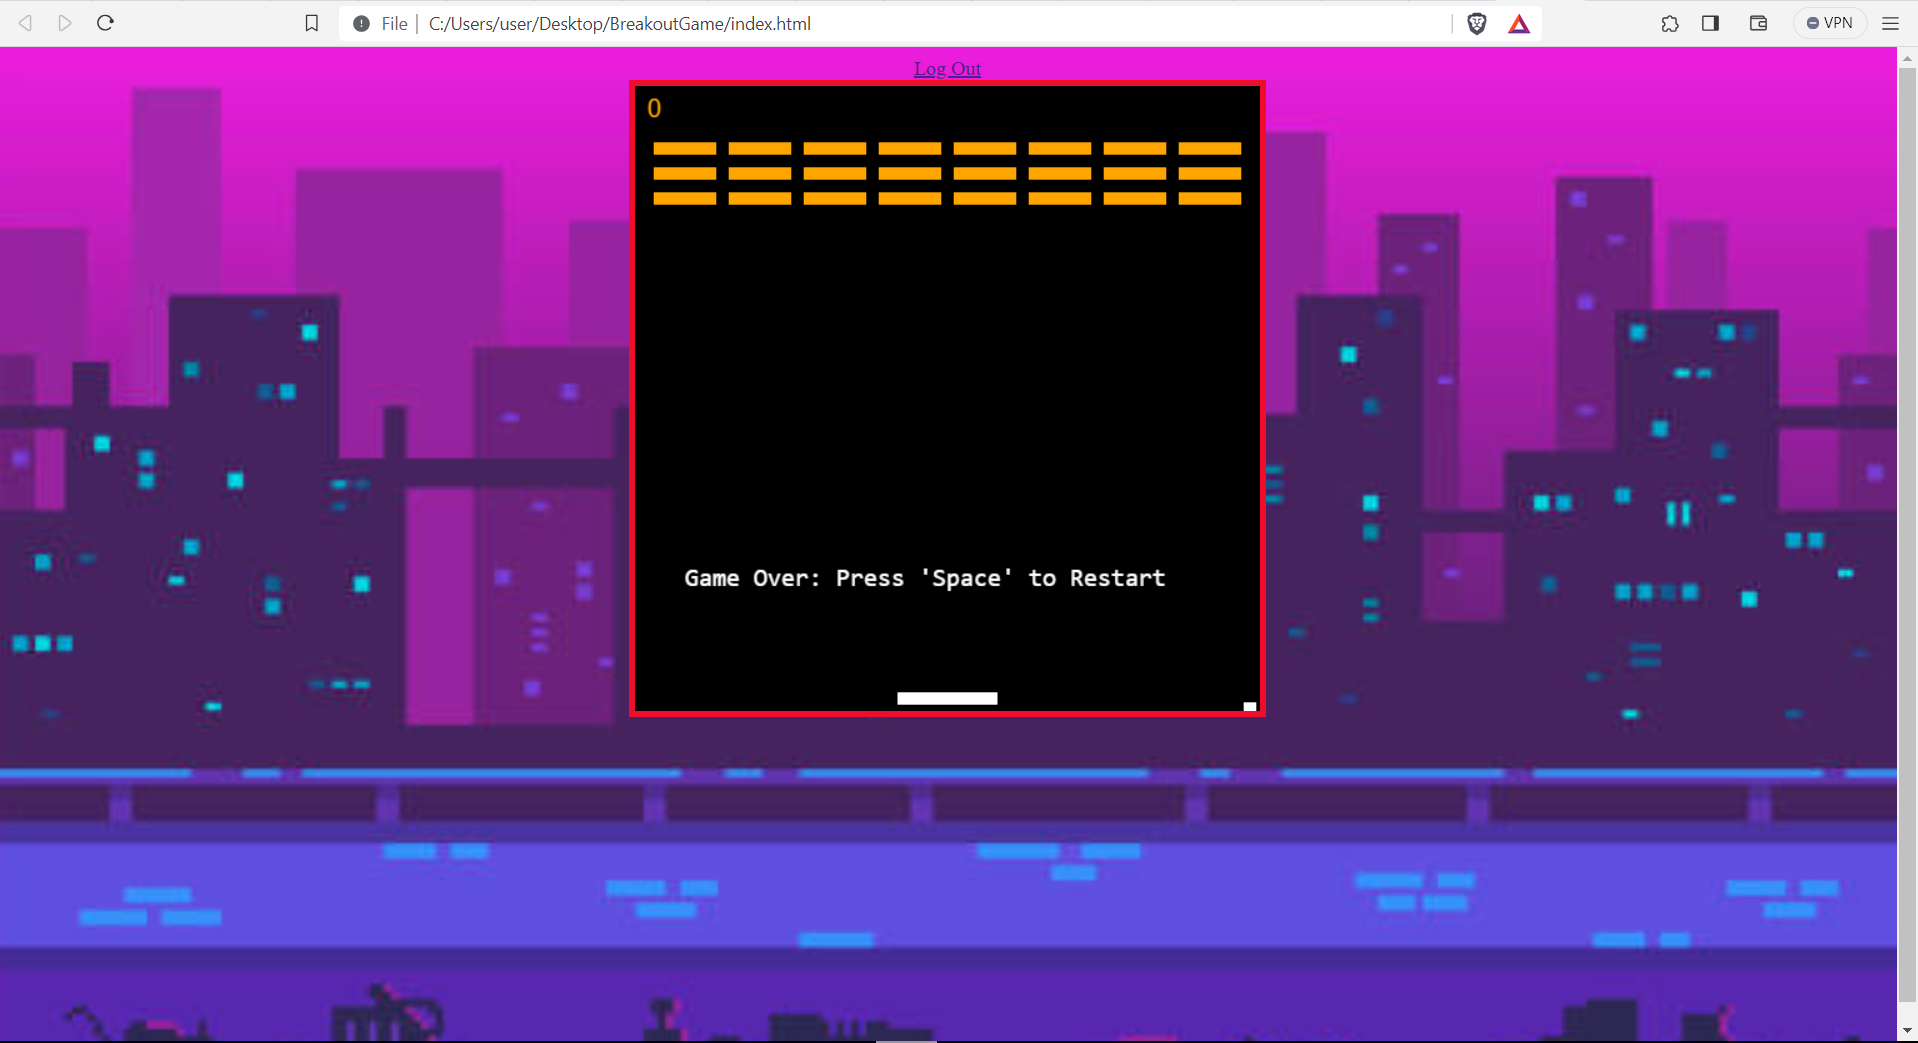 File
C:/Users/user/Desktop/BreakoutGame/index.html
VPN
Log Out
0
Game Over: Press 'Space' to Restart